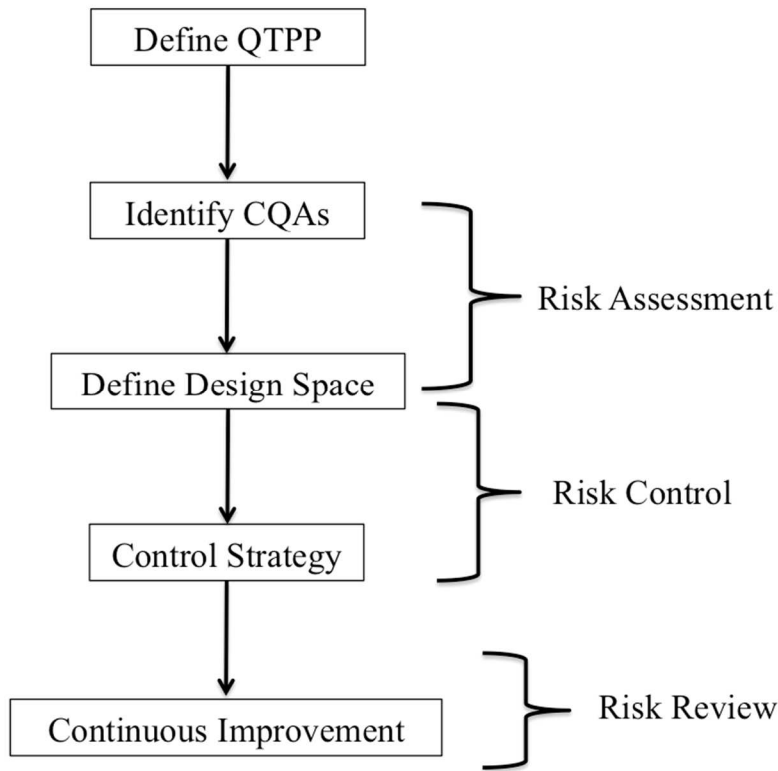 Define QTPP
Identify CQAs
Risk Assessment
Define Design Space
Risk Control
Control Strategy
Risk Review
Continuous Improvement